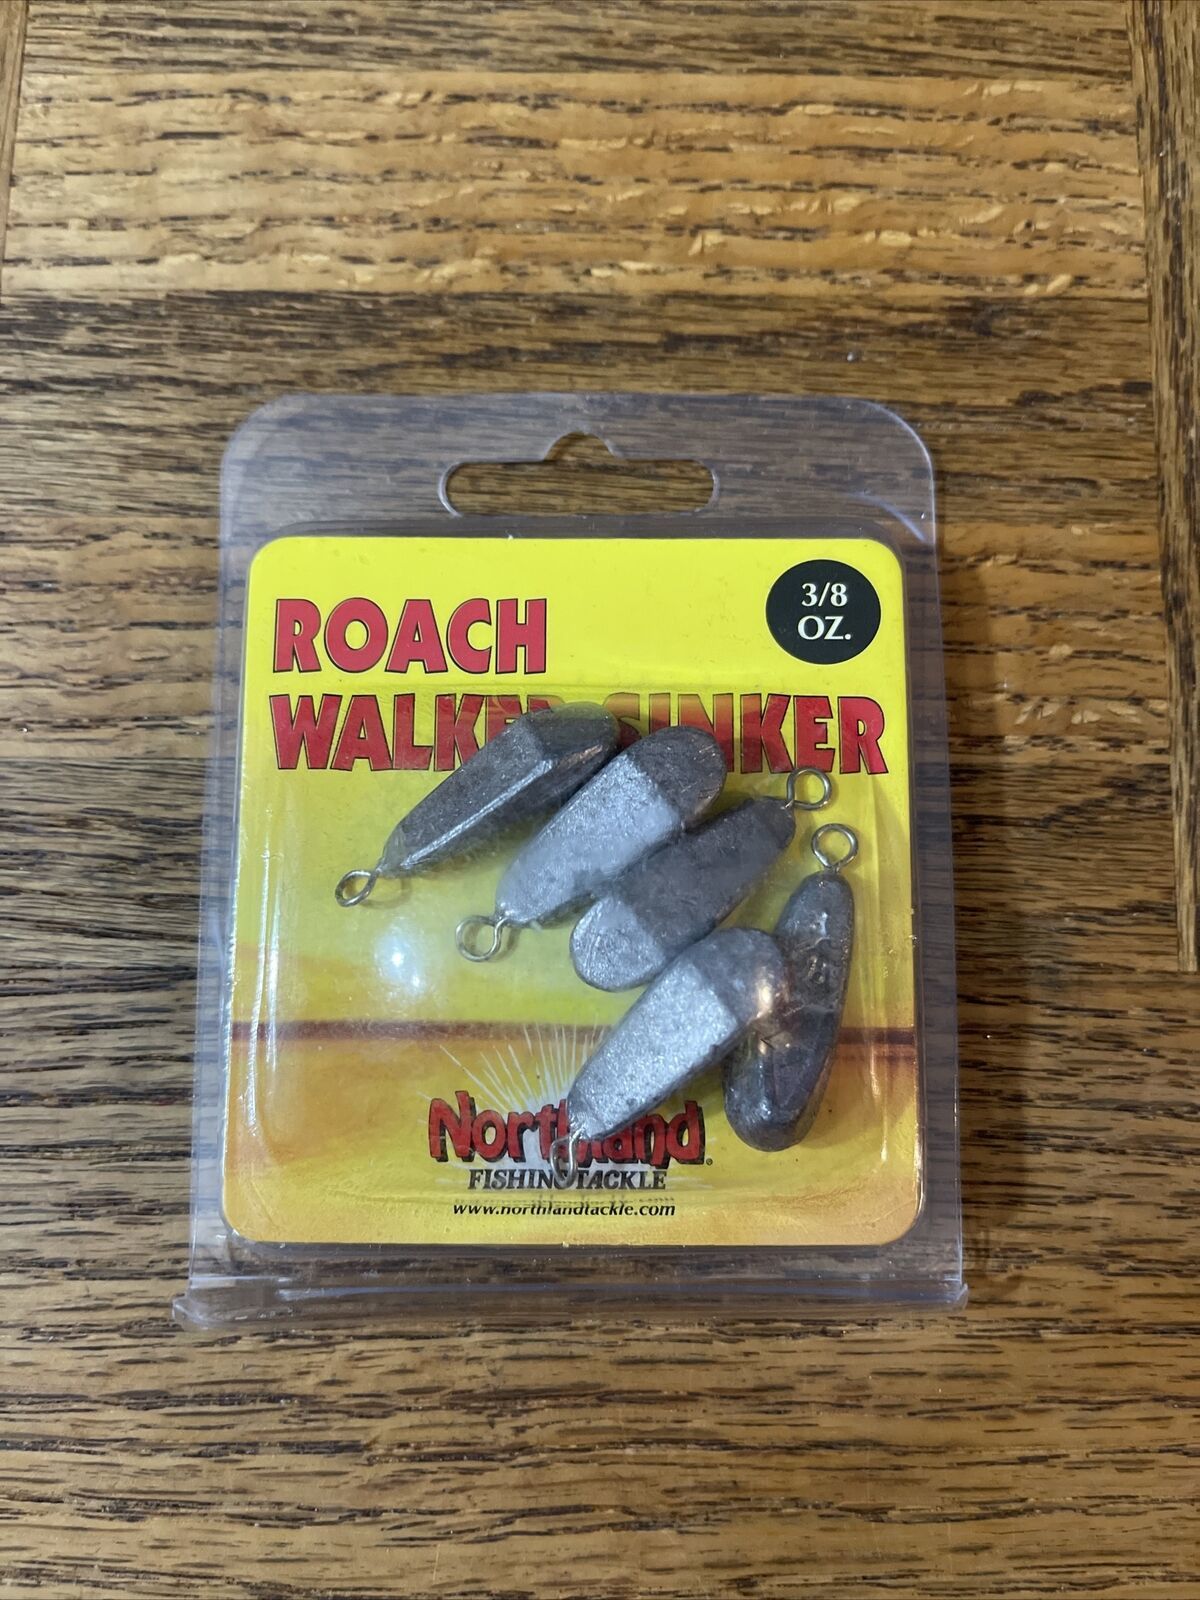 ROACH
3/8
OZ.
WALKER SINKER
Northland
FISHING TACKLE
www.northlandtackle.com